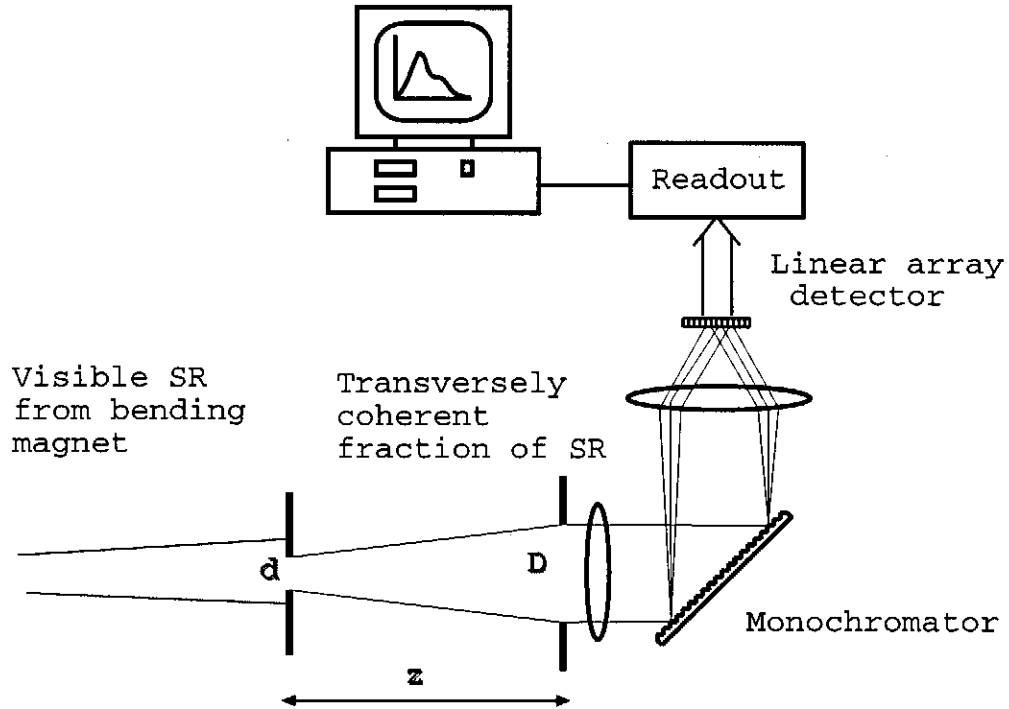 Readout
Linear array
detector
Visible SR
from bending
magnet
Transversely
coherent
fraction of SR
d
D
Monochromator
z